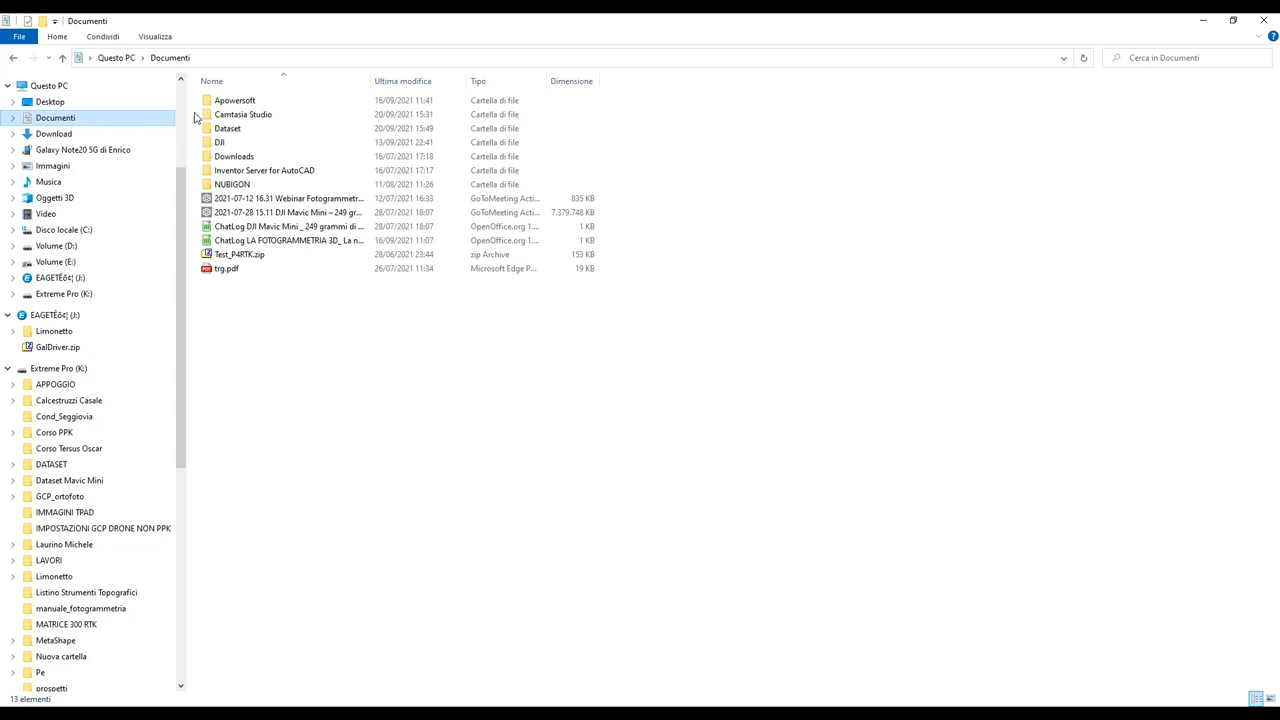 Documenti
File Home Condividi Visualizza
Questo PC Documenti
Cerca in Documenti
Nome Ultima modifica Tipo Dimensione
Questo PC
Desktop
Documenti
Download
Galaxy Note20 5G di Enrico
Immagini
Musica
Oggetti 3D
Video
Disco locale (C:)
Volume (D:)
Volume (E:)
EAGETÊõ¢¦ (J:)
Extreme Pro (K:)
EAGETÊõ¢¦ (J:)
Limonetto
GalDriver.zip
Extreme Pro (K:)
APPOGGIO
Calcestruzzi Casale
Cond_Seggiovia
Corso PPK
Corso Tersus Oscar
DATASET
Dataset Mavic Mini
GCP_ortofoto
IMMAGINI TPAD
IMPOSTAZIONI GCP DRONE NON PPK
Laurino Michele
LAVORI
Limonetto
Listino Strumenti Topografici
manuale_fotogrammetria
MATRICE 300 RTK
MetaShape
Nuova cartella
Pe
prospetti
Apowersoft 16/09/2021 11:41 Cartella di file
Camtasia Studio 20/09/2021 15:31 Cartella di file
Dataset 20/09/2021 15:49 Cartella di file
DJI 13/09/2021 22:41 Cartella di file
Downloads 16/07/2021 17:18 Cartella di file
Inventor Server for AutoCAD 16/07/2021 17:17 Cartella di file
NUBIGON 11/08/2021 11:26 Cartella di file
2021-07-12 16.31 Webinar Fotogrammetr... 12/07/2021 16:33 GoToMeeting Acti... 835 KB
2021-07-28 15.11 DJI Mavic Mini – 249 gr... 28/07/2021 18:07 GoToMeeting Acti... 7.379.748 KB
ChatLog DJI Mavic Mini _ 249 grammi di ... 28/07/2021 18:07 OpenOffice.org 1.... 1 KB
ChatLog LA FOTOGRAMMETRIA 3D_ La n... 16/09/2021 11:07 OpenOffice.org 1.... 1 KB
Test_P4RTK.zip 28/06/2021 23:44 zip Archive 153 KB
trg.pdf 26/07/2021 11:34 Microsoft Edge P... 19 KB
13 elementi